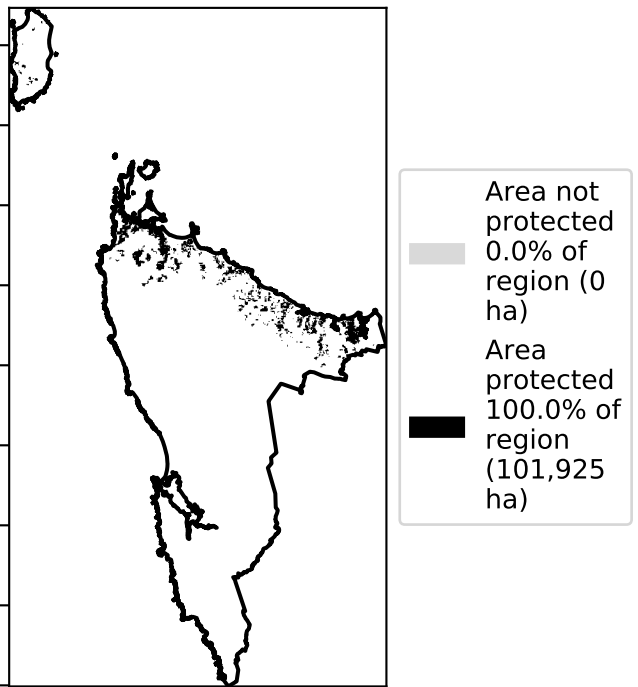 Area not
protected
0.0% of
region (0
ha)
Area
protected
100.0% of
region
(101,925
ha)